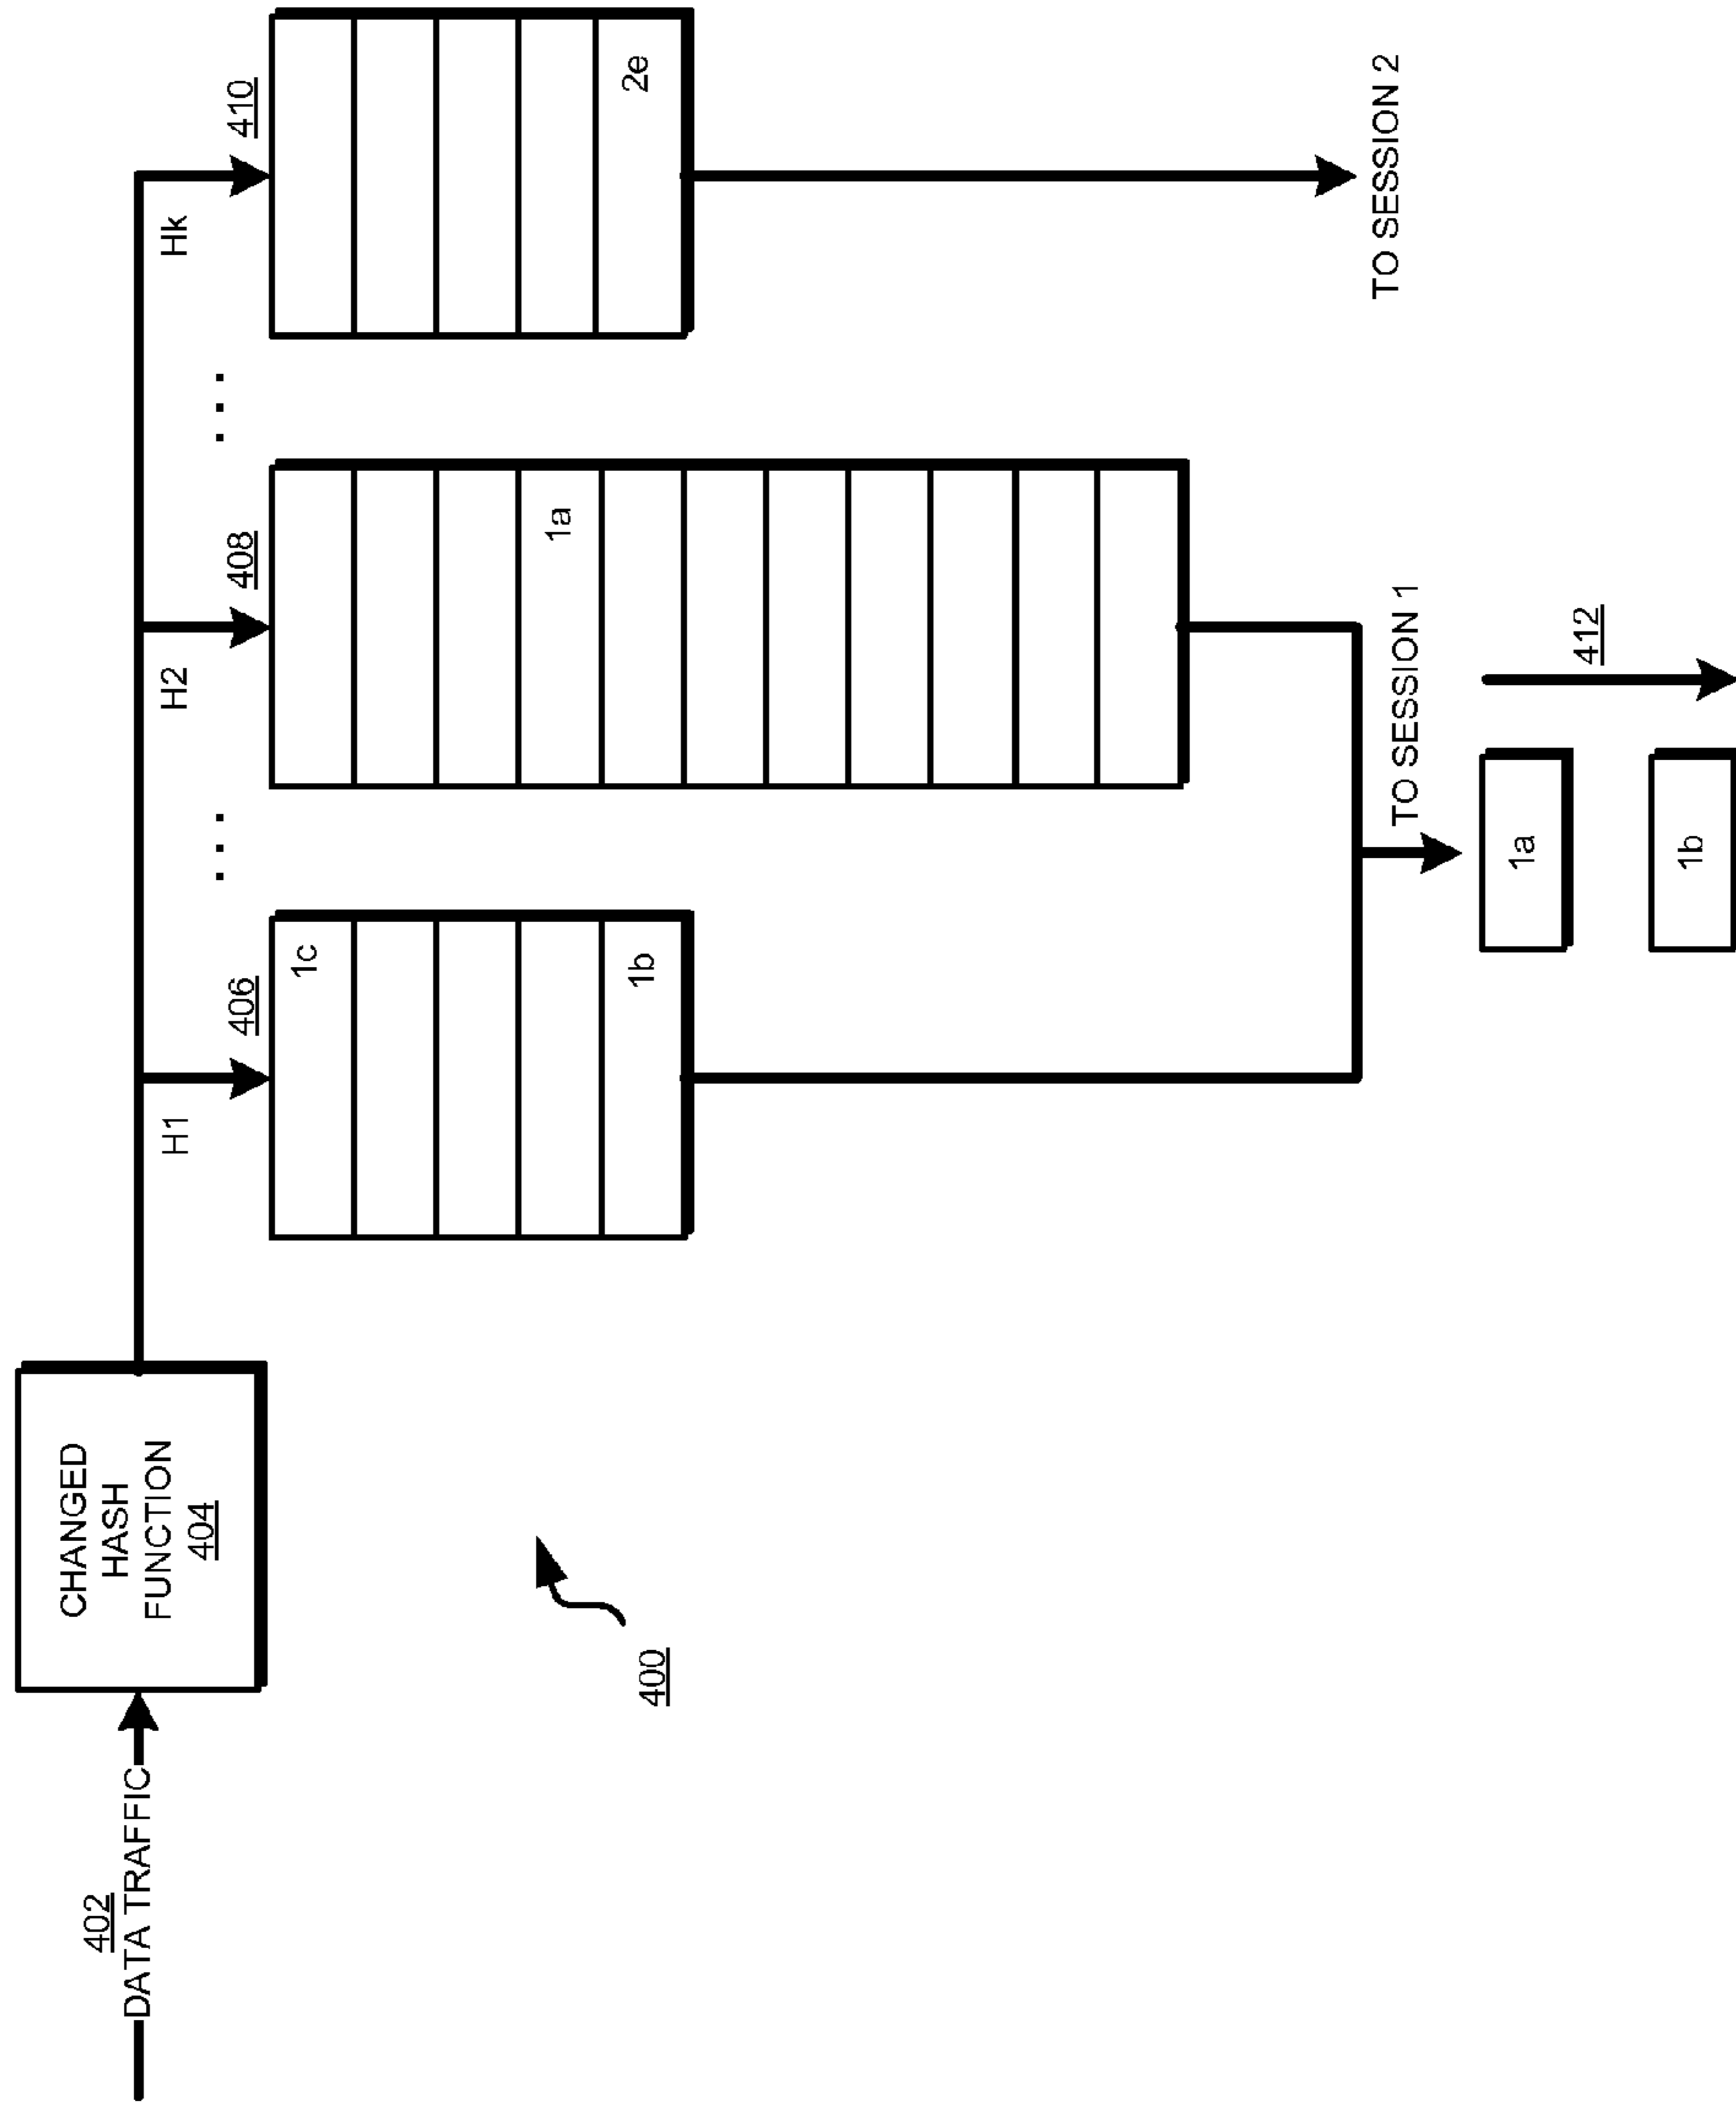 402
DATA TRAFFIC
CHANGED
HASH
FUNCTION
404
H1
H2
Hk
406
408
410
...
...
1c
1b
1a
2e
400
TO SESSION 1
TO SESSION 2
1a
1b
412